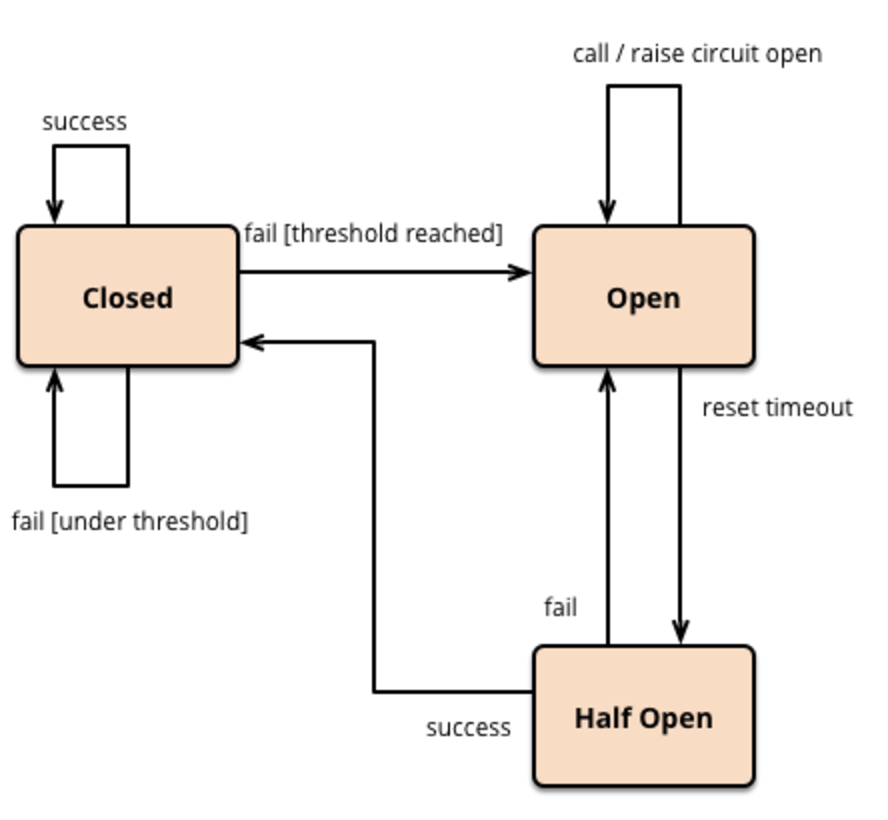 call / raise circuit open
success
fail [threshold reached]
Closed
Open
reset timeout
fail [under threshold]
fail
Half Open
success